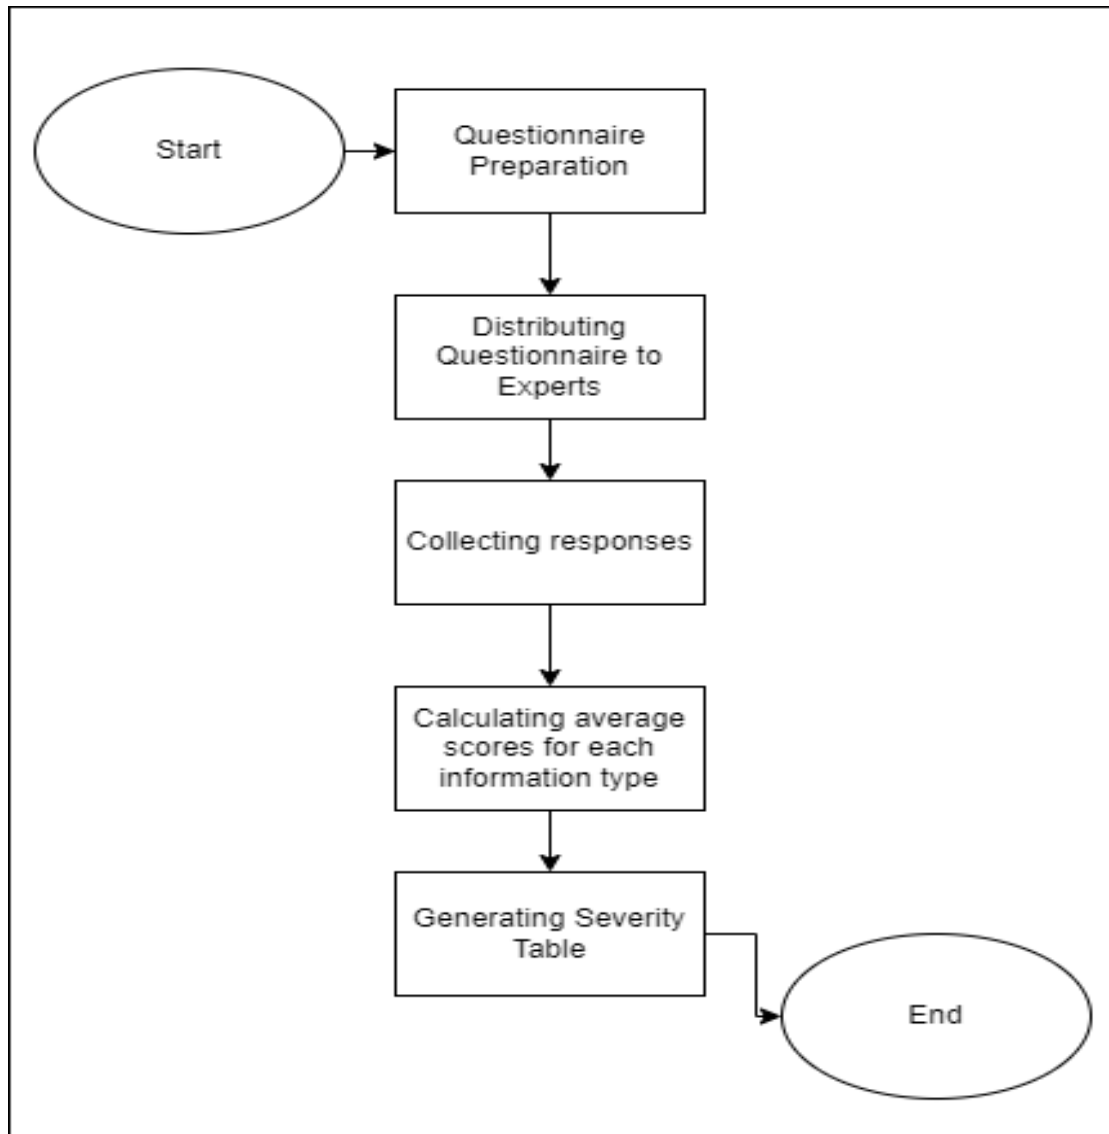 Start
Questionnaire
Preparation
Distributing
Questionnaire to
Experts
Collecting responses
Calculating average
scores for each
information type
Generating Severity
Table
End